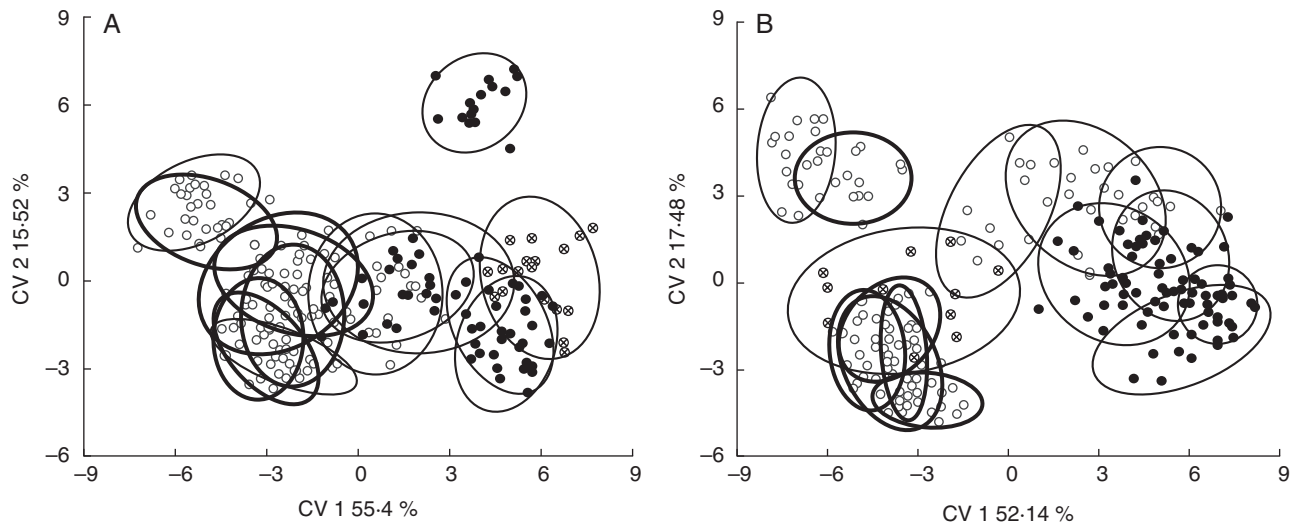 A
9
6
3
0
–3
–6
CV 2 15·52 %
–9 –6 –3 0 3 6 9
CV 1 55·4 %
B
9
6
3
0
–3
–6
CV 2 17·48 %
–9 –6 –3 0 3 6 9
CV 1 52·14 %